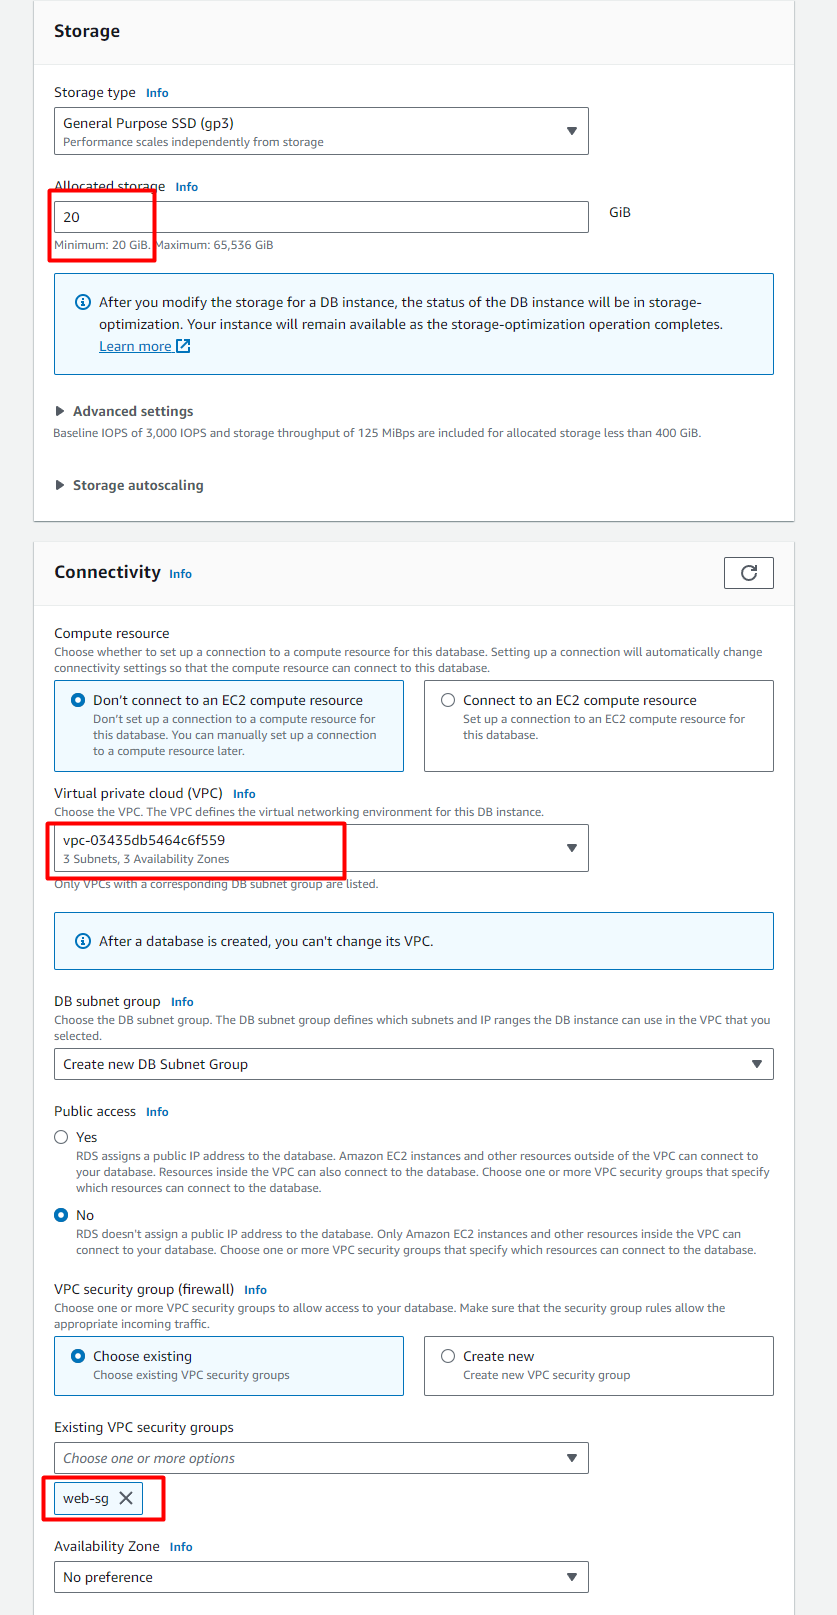 Storage
Storage type Info
General Purpose SSD (gp3)
Performance scales independently from storage
Allocated storage Info
20
GiB
Minimum: 20 GiB. Maximum: 65,536 GiB
After you modify the storage for a DB instance, the status of the DB instance will be in storage-
optimization. Your instance will remain available as the storage-optimization operation completes.
Learn more
Advanced settings
Baseline IOPS of 3,000 IOPS and storage throughput of 125 MiBps are included for allocated storage less than 400 GiB.
Storage autoscaling
Connectivity Info
Compute resource
Choose whether to set up a connection to a compute resource for this database. Setting up a connection will automatically change
connectivity settings so that the compute resource can connect to this database.
Don't connect to an EC2 compute resource
Don't set up a connection to a compute resource for
this database. You can manually set up a connection
to a compute resource later.
Connect to an EC2 compute resource
Set up a connection to an EC2 compute resource for
this database.
Virtual private cloud (VPC) Info
Choose the VPC. The VPC defines the virtual networking environment for this DB instance.
vpc-03435db5464c6f559
3 Subnets, 3 Availability Zones
Only VPCs with a corresponding DB subnet group are listed.
After a database is created, you can't change its VPC.
DB subnet group Info
Choose the DB subnet group. The DB subnet group defines which subnets and IP ranges the DB instance can use in the VPC that you
selected.
Create new DB Subnet Group
Public access Info
Yes
RDS assigns a public IP address to the database. Amazon EC2 instances and other resources outside of the VPC can connect to
your database. Resources inside the VPC can also connect to the database. Choose one or more VPC security groups that specify
which resources can connect to the database.
No
RDS doesn't assign a public IP address to the database. Only Amazon EC2 instances and other resources inside the VPC can
connect to your database. Choose one or more VPC security groups that specify which resources can connect to the database.
VPC security group (firewall) Info
Choose one or more VPC security groups to allow access to your database. Make sure that the security group rules allow the
appropriate incoming traffic.
Choose existing
Choose existing VPC security groups
Create new
Create new VPC security group
Existing VPC security groups
Choose one or more options
web-sg
Availability Zone Info
No preference